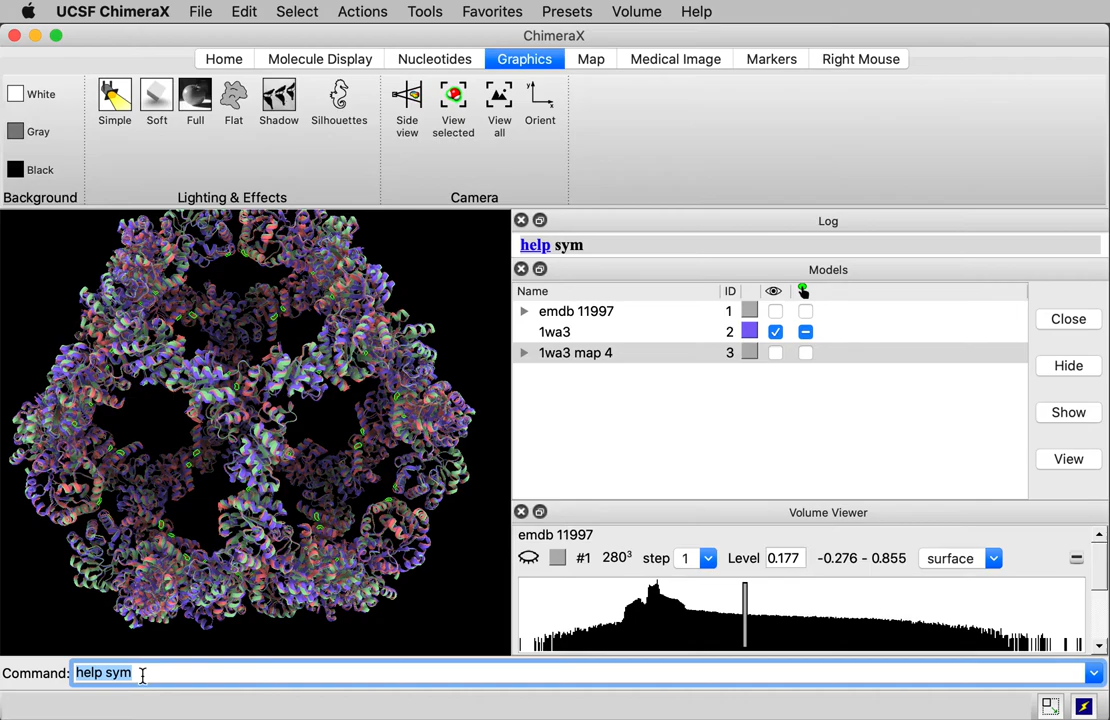 UCSF ChimeraX File Edit Select Actions Tools Favorites Presets Volume Help
ChimeraX
Home Molecule Display Nucleotides Graphics Map Medical Image Markers Right Mouse
White
Gray
Black
Background
Simple Soft Full Flat Shadow Silhouettes
Lighting & Effects
Side view
View selected
View all
Orient
Camera
Log
help sym
Models
Name ID
emdb 11997 1
1wa3 2
1wa3 map 4 3
Close
Hide
Show
View
Volume Viewer
emdb 11997
#1 280³ step 1 Level 0.177 -0.276 - 0.855 surface
Command: help sym